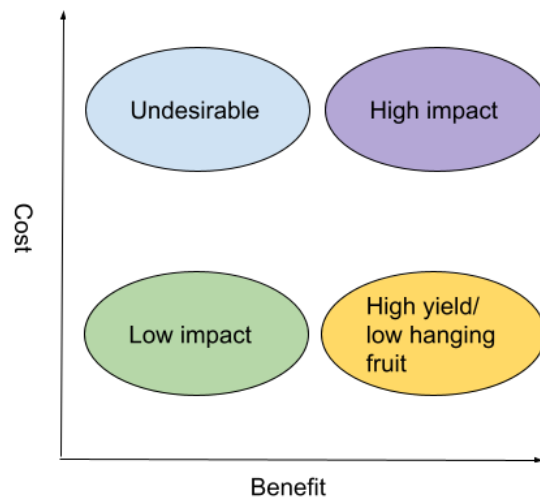 Undesirable
High impact
Cost
Low impact
High yield/
low hanging
fruit
Benefit